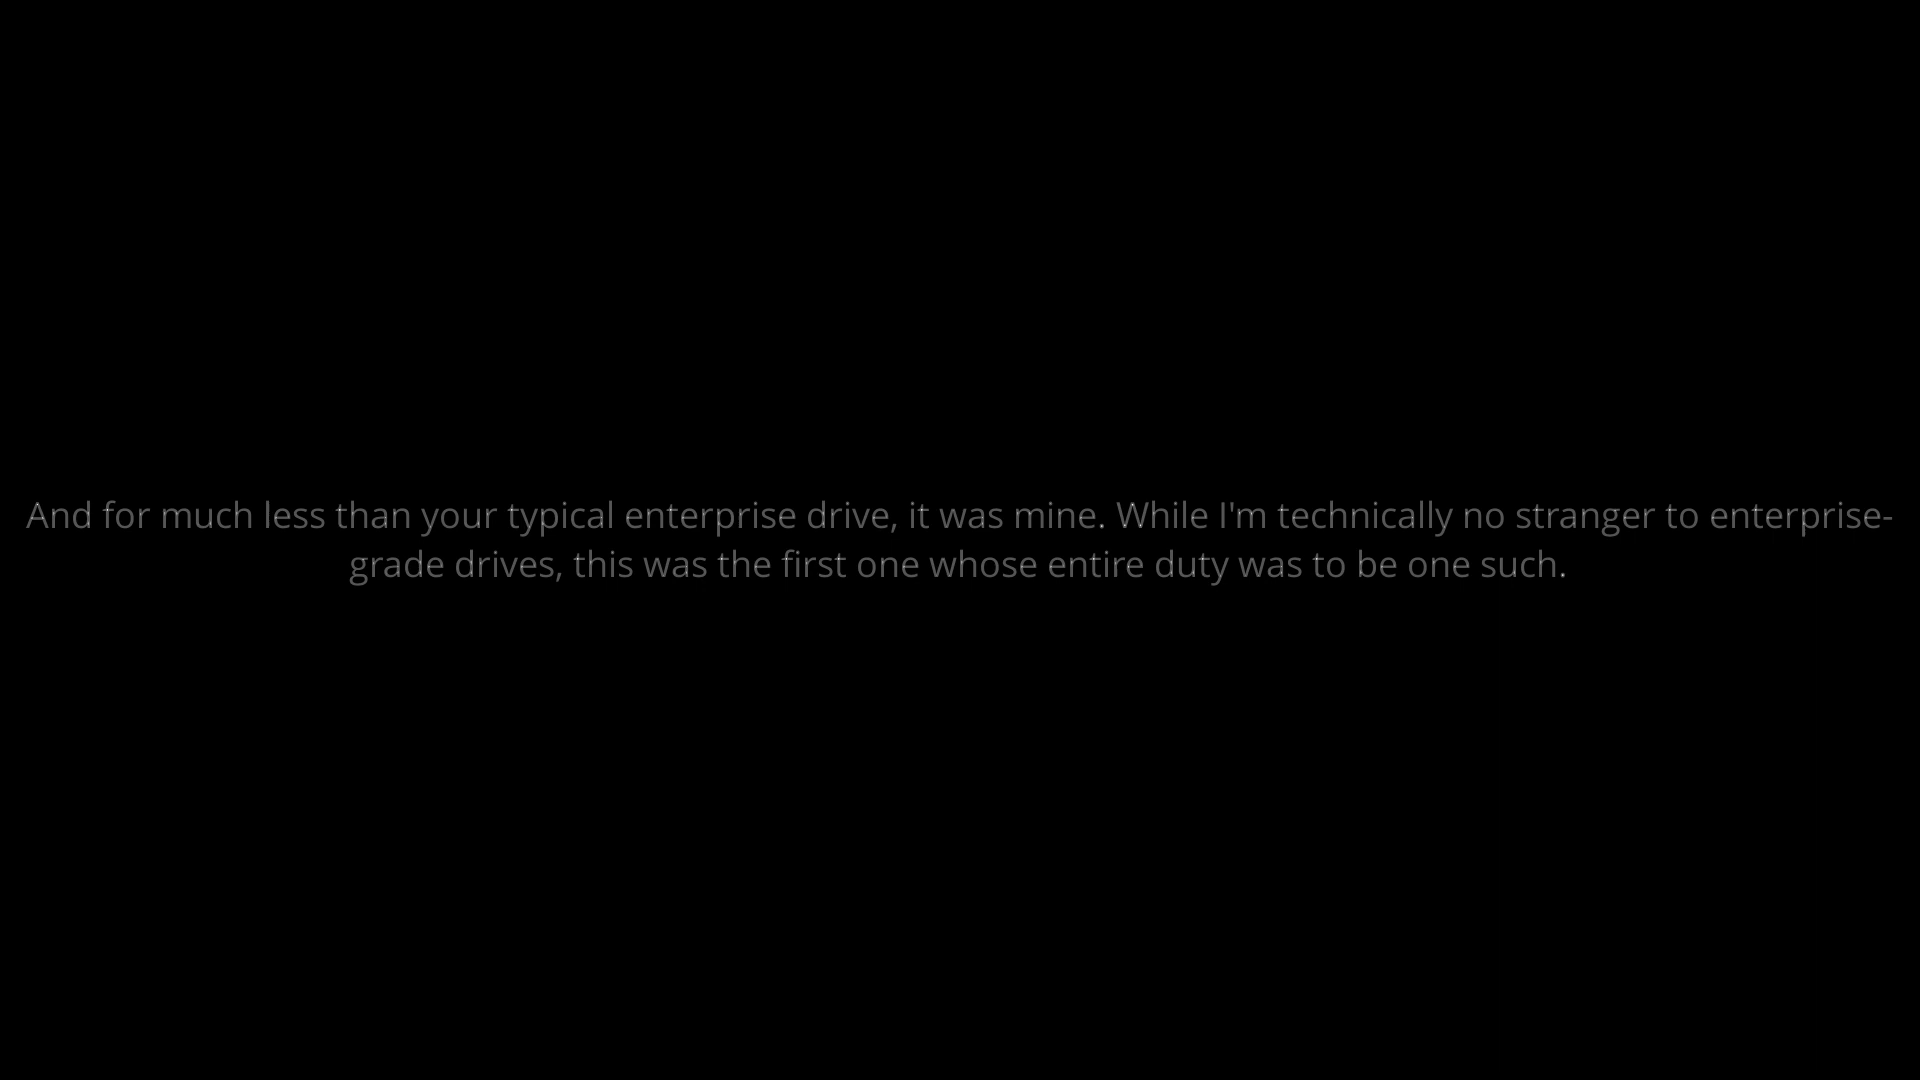 And for much less than your typical enterprise drive, it was mine. While I'm technically no stranger to enterprise-
grade drives, this was the first one whose entire duty was to be one such.